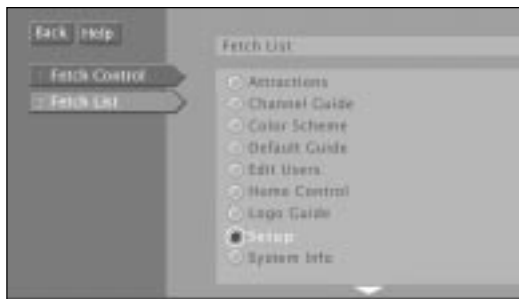 Back Help
Fetch List
Fetch Control
Fetch List
Attractions
Channel Guide
Color Scheme
Default Guide
Edit Users
Home Control
Logo Guide
Setup
System Info